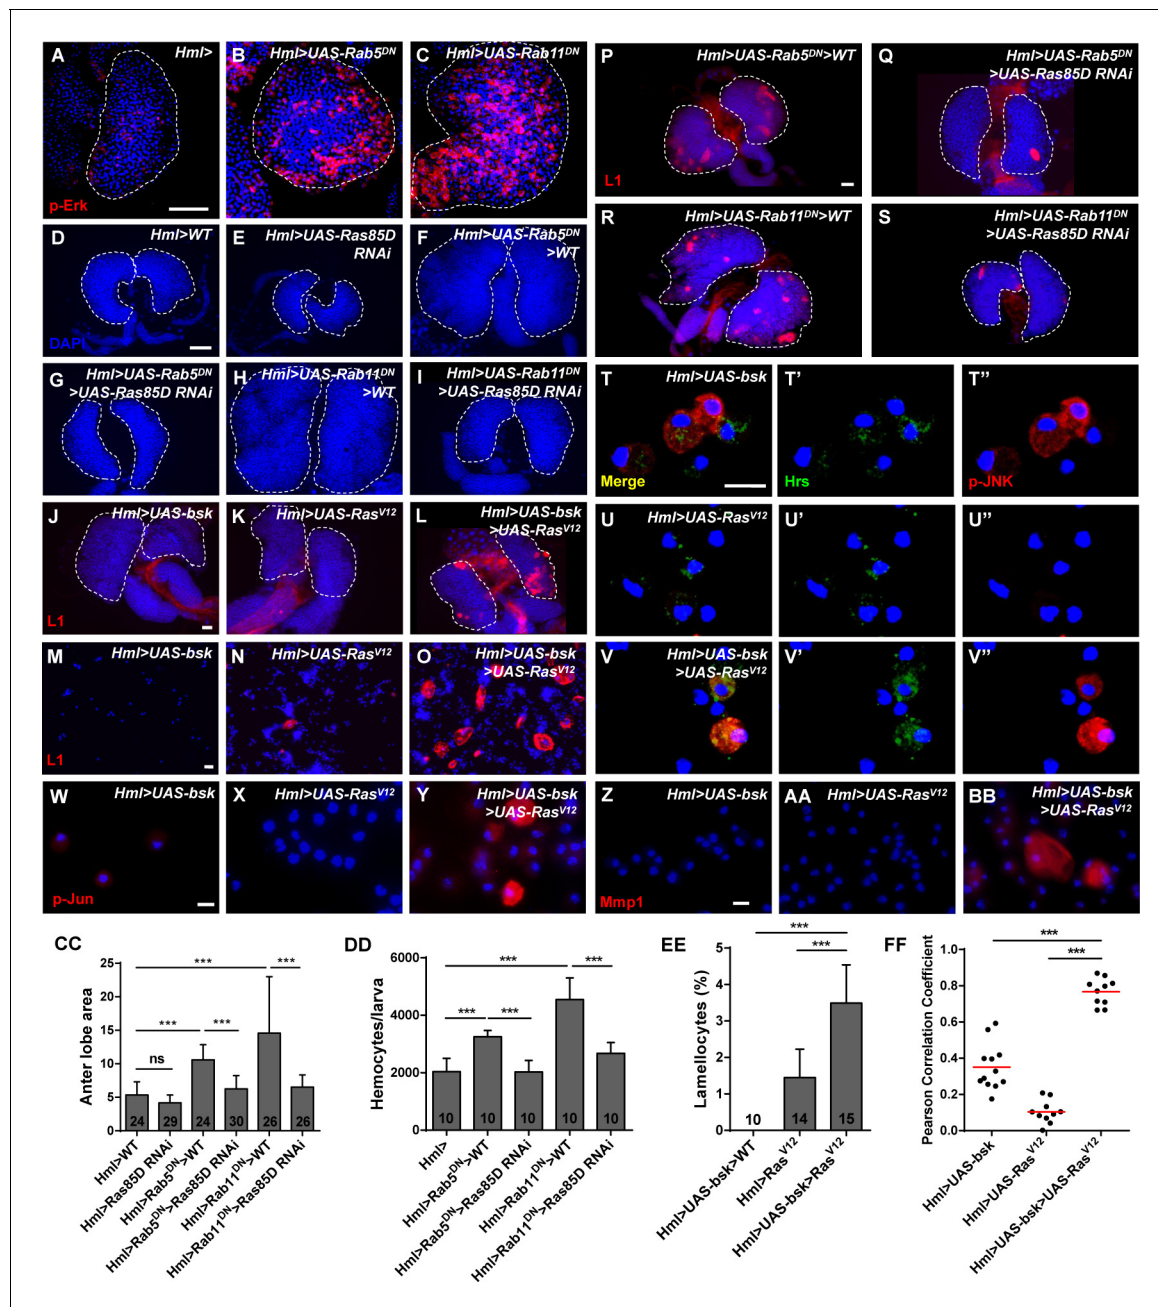 A
Hml>
p-Erk
B
Hml>UAS-Rab5DN
C
Hml>UAS-Rab11DN
P
Hml>UAS-Rab5DN>WT
L1
Q
Hml>UAS-Rab5DN
>UAS-Ras85D RNAi
D
Hml>WT
DAPI
E
Hml>UAS-Ras85D
RNAi
F
Hml>UAS-Rab5DN
>WT
R
Hml>UAS-Rab11DN>WT
S
Hml>UAS-Rab11DN
>UAS-Ras85D RNAi
G
Hml>UAS-Rab5DN
>UAS-Ras85D RNAi
H
Hml>UAS-Rab11DN
>WT
I
Hml>UAS-Rab11DN
>UAS-Ras85D RNAi
T
Hml>UAS-bsk
Merge
T'
Hrs
T''
p-JNK
J
Hml>UAS-bsk
L1
K
Hml>UAS-RasV12
L
Hml>UAS-bsk
>UAS-RasV12
U
Hml>UAS-RasV12
U'
U''
M
Hml>UAS-bsk
L1
N
Hml>UAS-RasV12
O
Hml>UAS-bsk
>UAS-RasV12
V
Hml>UAS-bsk
>UAS-RasV12
V'
V''
W
Hml>UAS-bsk
p-Jun
X
Hml>UAS-RasV12
Y
Hml>UAS-bsk
>UAS-RasV12
Z
Hml>UAS-bsk
Mmp1
AA
Hml>UAS-RasV12
BB
Hml>UAS-bsk
>UAS-RasV12
CC
Anter lobe area
25
20
15
10
5
0
***
***
***
***
ns
24
29
24
30
26
26
Hml>WT
Hml>Ras85D RNAi
Hml>Rab5DN>WT
Hml>Rab5DN>Ras85D RNAi
Hml>Rab11DN>WT
Hml>Rab11DN>Ras85D RNAi
DD
Hemocytes/larva
6000
4000
2000
0
***
***
***
***
10
10
10
10
10
Hml>
Hml>Rab5DN>WT
Hml>Rab5DN>Ras85D RNAi
Hml>Rab11DN>WT
Hml>Rab11DN>Ras85D RNAi
EE
Lamellocytes (%)
5
4
3
2
1
0
***
***
10
14
15
Hml>UAS-bsk>WT
Hml>RasV12
Hml>UAS-bsk>RasV12
FF
Pearson Correlation Coefficient
1.0
0.8
0.6
0.4
0.2
0.0
***
***
Hml>UAS-bsk
Hml>UAS-RasV12
Hml>UAS-bsk>UAS-RasV12